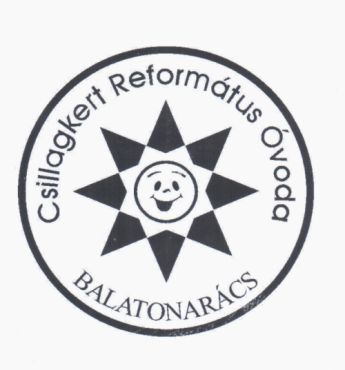 Csillagkert Református Óvoda
BALATONARÁCS